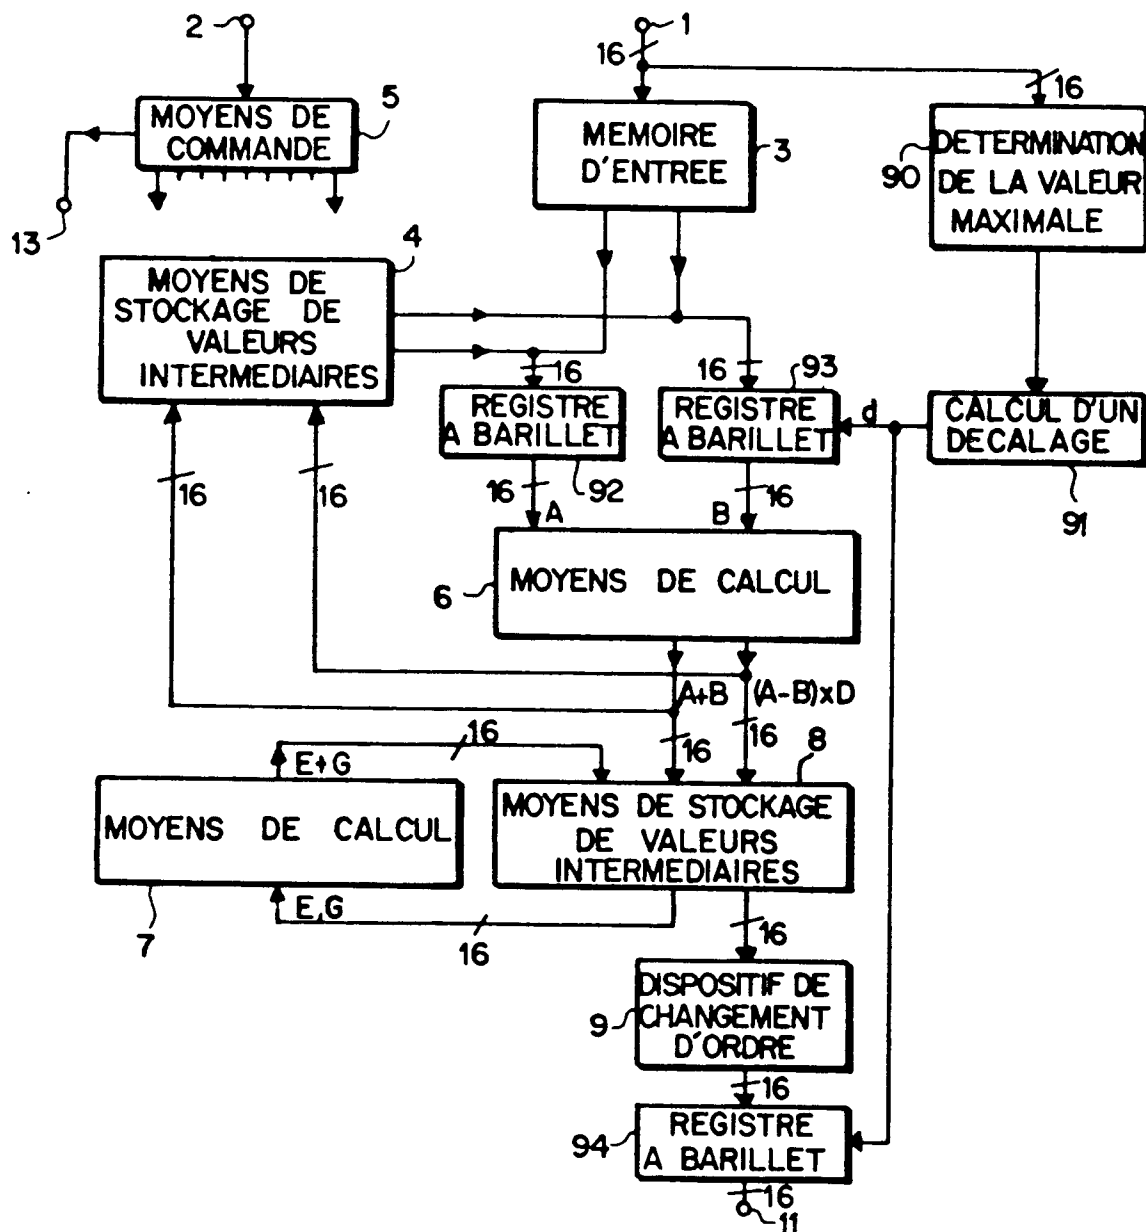 2
1
16
16
5
MOYENS DE
COMMANDE
13
MEMOIRE
D'ENTREE
3
90
DETERMINATION
DE LA VALEUR
MAXIMALE
4
MOYENS DE
STOCKAGE DE
VALEURS
INTERMEDIAIRES
16
16
93
REGISTRE
A BARILLET
92
REGISTRE
A BARILLET
d
CALCUL D'UN
DECALAGE
91
16
16
16
A
16
B
6
MOYENS DE CALCUL
A+B
(A-B)xD
16
16
16
E+G
8
MOYENS DE CALCUL
7
MOYENS DE STOCKAGE
DE VALEURS
INTERMEDIAIRES
E,G
16
16
9
DISPOSITIF DE
CHANGEMENT
D'ORDRE
16
94
REGISTRE
A BARILLET
16
11